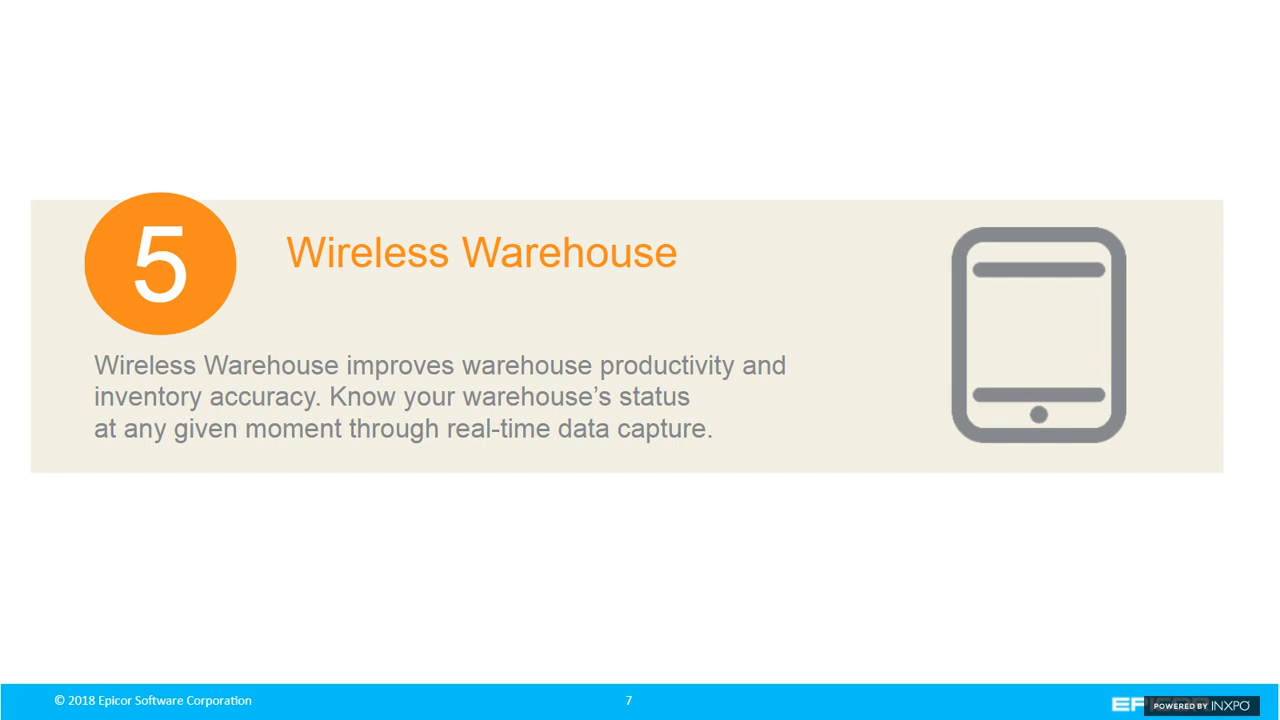 5
Wireless Warehouse
Wireless Warehouse improves warehouse productivity and
inventory accuracy. Know your warehouse’s status
at any given moment through real-time data capture.
© 2018 Epicor Software Corporation
7
POWERED BY INXPO